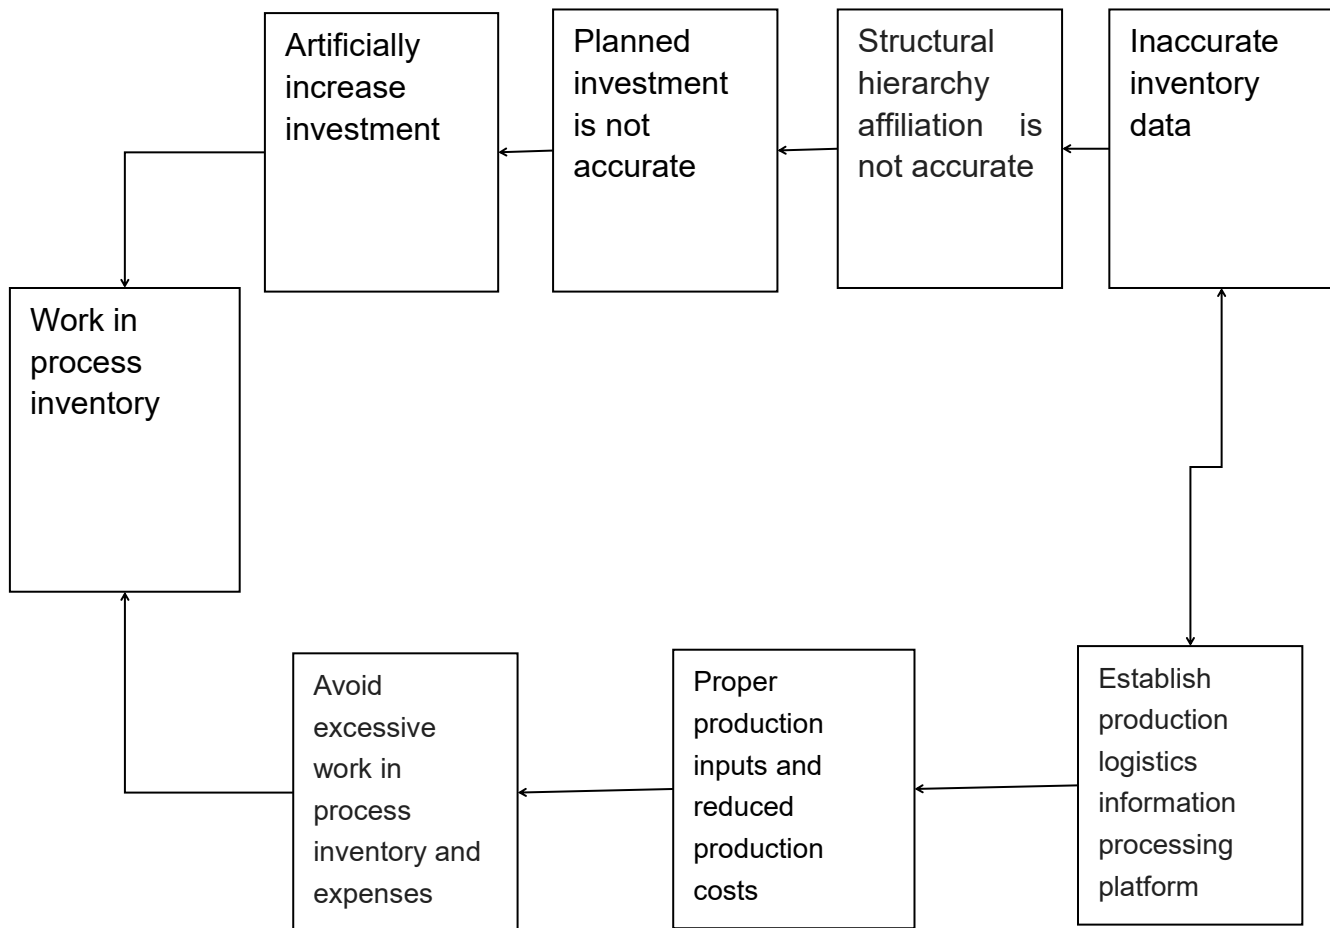 Artificially
increase
investment
Planned
investment
is not
accurate
Structural
hierarchy
affiliation is
not accurate
Inaccurate
inventory
data
Work in
process
inventory
Avoid
excessive
work in
process
inventory and
expenses
Proper
production
inputs and
reduced
production
costs
Establish
production
logistics
information
processing
platform